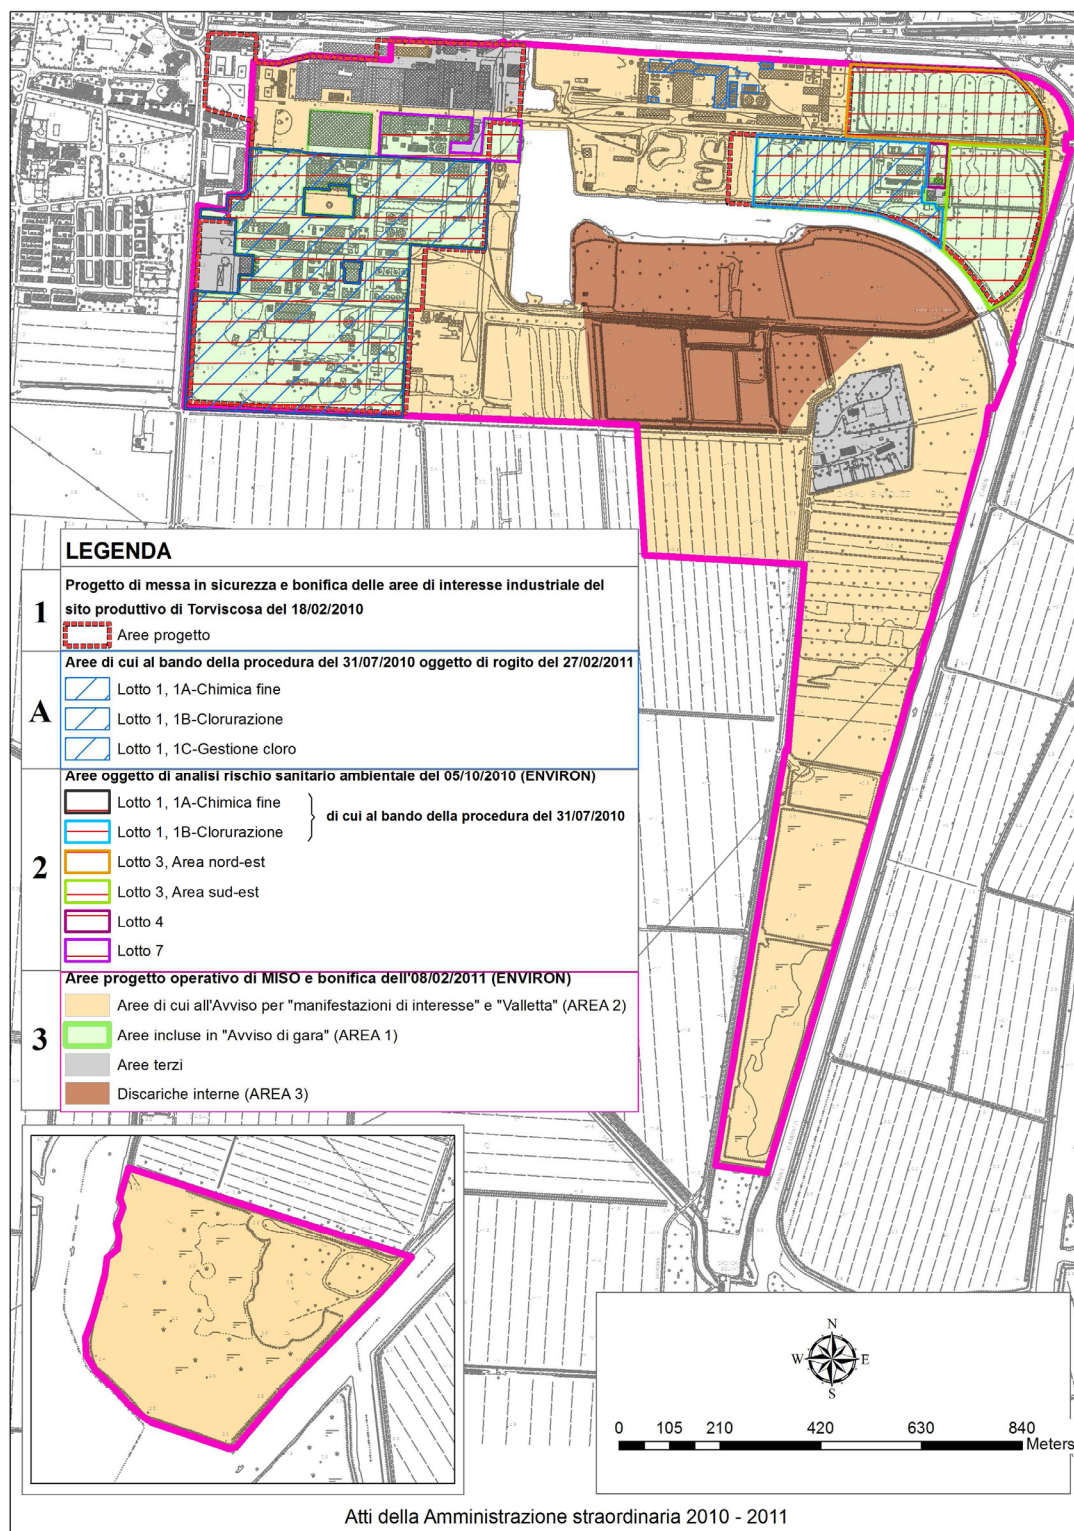 LEGENDA
1
Progetto di messa in sicurezza e bonifica delle aree di interesse industriale del
sito produttivo di Torviscosa del 18/02/2010
Aree progetto
A
Aree di cui al bando della procedura del 31/07/2010 oggetto di rogito del 27/02/2011
Lotto 1, 1A-Chimica fine
Lotto 1, 1B-Clorurazione
Lotto 1, 1C-Gestione cloro
2
Aree oggetto di analisi rischio sanitario ambientale del 05/10/2010 (ENVIRON)
Lotto 1, 1A-Chimica fine
Lotto 1, 1B-Clorurazione
di cui al bando della procedura del 31/07/2010
Lotto 3, Area nord-est
Lotto 3, Area sud-est
Lotto 4
Lotto 7
3
Aree progetto operativo di MISO e bonifica dell'08/02/2011 (ENVIRON)
Aree di cui all'Avviso per "manifestazioni di interesse" e "Valletta" (AREA 2)
Aree incluse in "Avviso di gara" (AREA 1)
Aree terzi
Discariche interne (AREA 3)
N
W E
S
0 105 210 420 630 840
Meters
Atti della Amministrazione straordinaria 2010 - 2011